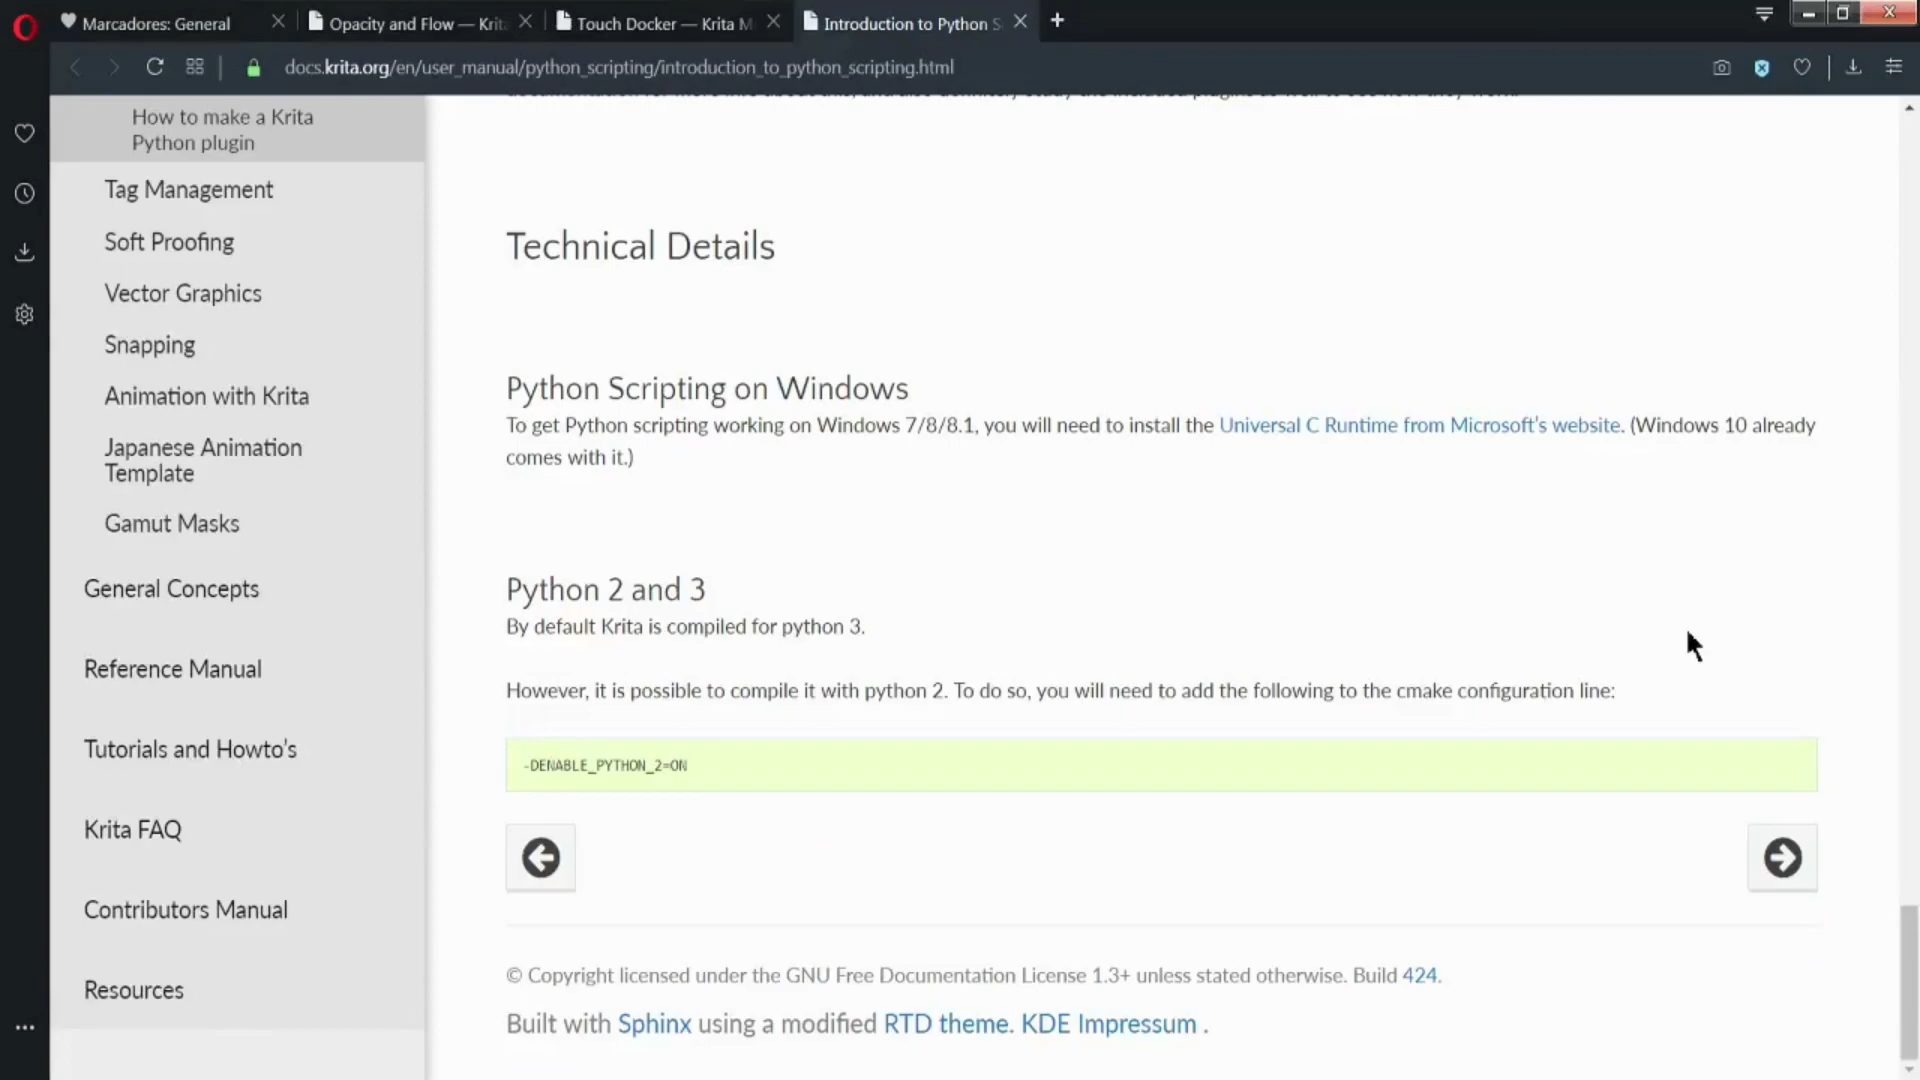 Marcadores: General
Opacity and Flow — Krit
Touch Docker — Krita M
Introduction to Python S
docs.krita.org/en/user_manual/python_scripting/introduction_to_python_scripting.html
How to make a Krita
Python plugin
Tag Management
Soft Proofing
Vector Graphics
Snapping
Animation with Krita
Japanese Animation
Template
Gamut Masks
General Concepts
Reference Manual
Tutorials and Howto's
Krita FAQ
Contributors Manual
Resources
Technical Details
Python Scripting on Windows
To get Python scripting working on Windows 7/8/8.1, you will need to install the Universal C Runtime from Microsoft's website. (Windows 10 already
comes with it.)
Python 2 and 3
By default Krita is compiled for python 3.
However, it is possible to compile it with python 2. To do so, you will need to add the following to the cmake configuration line:
-DENABLE_PYTHON_2=ON
© Copyright licensed under the GNU Free Documentation License 1.3+ unless stated otherwise. Build 424.
Built with Sphinx using a modified RTD theme. KDE Impressum .